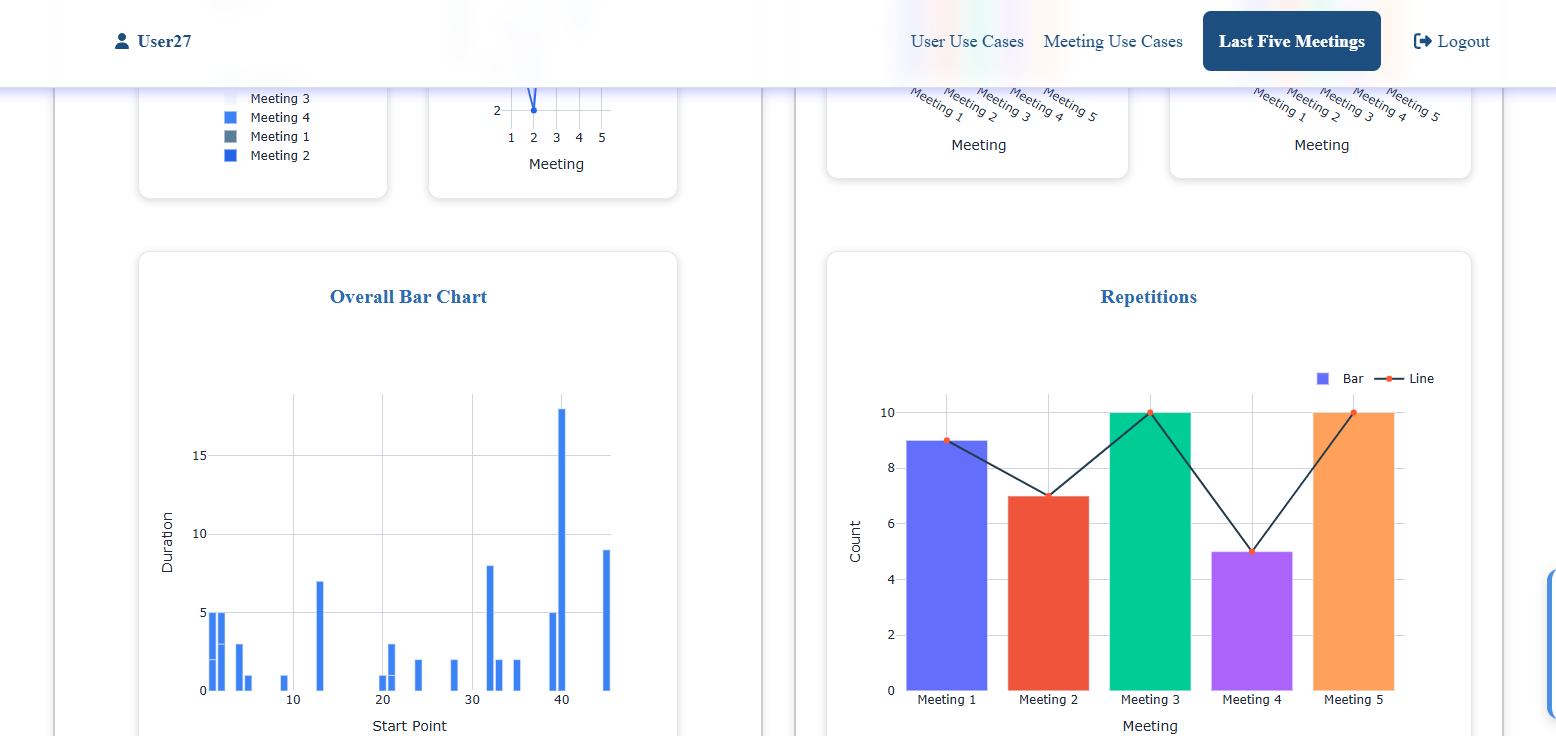 User27
User Use Cases
Meeting Use Cases
Last Five Meetings
Logout
Meeting 3
Meeting 4
Meeting 1
Meeting 2
2
1 2 3 4 5
Meeting
Meeting 1
Meeting 2
Meeting 3
Meeting 4
Meeting 5
Meeting
Meeting 1
Meeting 2
Meeting 3
Meeting 4
Meeting 5
Meeting
Overall Bar Chart
15
10
5
0
Duration
10 20 30 40
Start Point
Repetitions
Bar Line
10
8
6
4
2
0
Count
Meeting 1 Meeting 2 Meeting 3 Meeting 4 Meeting 5
Meeting